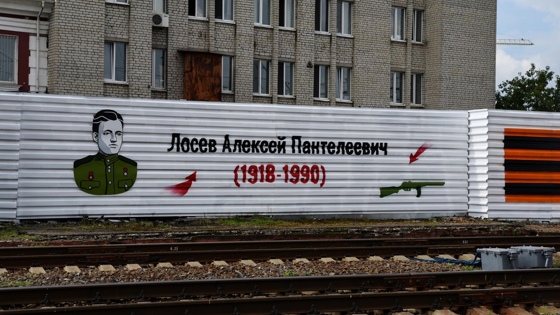 Лосев Алексей Пантелеевич
(1918-1990)